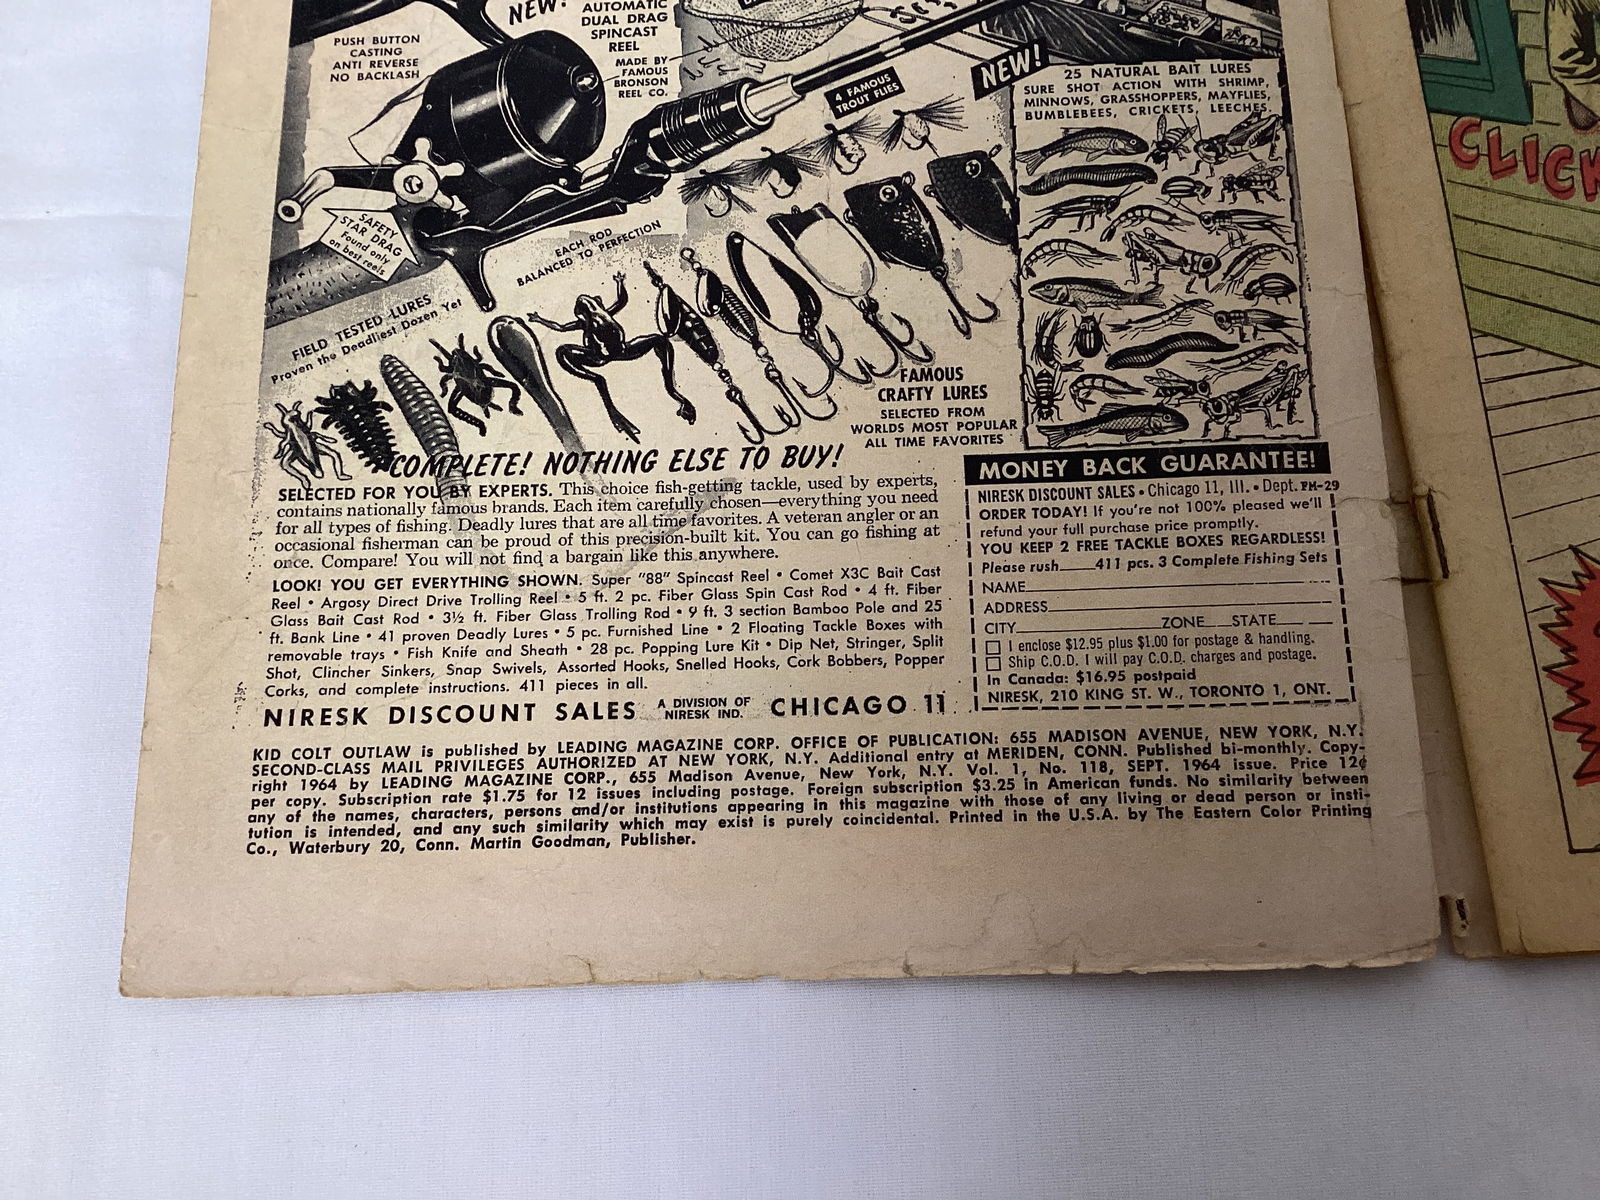 NEW!
AUTOMATIC
DUAL DRAG
SPINCAST
REEL
MADE BY
FAMOUS
BRONSON
REEL CO.
PUSH BUTTON
CASTING
ANTI REVERSE
NO BACKLASH
4 FAMOUS
TROUT FLIES
NEW!
25 NATURAL BAIT LURES
SURE SHOT ACTION WITH SHRIMP,
MINNOWS, GRASSHOPPERS, MAYFLIES,
BUMBLEBEES, CRICKETS, LEECHES.
SAFETY
STAR DRAG
Found only
on best reels
EACH ROD
BALANCED TO PERFECTION
FIELD TESTED LURES
Proven the Deadliest Dozen Yet
FAMOUS
CRAFTY LURES
SELECTED FROM
WORLDS MOST POPULAR
ALL TIME FAVORITES
COMPLETE! NOTHING ELSE TO BUY!
SELECTED FOR YOU BY EXPERTS. This choice fish-getting tackle, used by experts,
contains nationally famous brands. Each item carefully chosen—everything you need
for all types of fishing. Deadly lures that are all time favorites. A veteran angler or an
occasional fisherman can be proud of this precision-built kit. You can go fishing at
once. Compare! You will not find a bargain like this anywhere.
LOOK! YOU GET EVERYTHING SHOWN. Super "88" Spincast Reel • Comet X3C Bait Cast
Reel • Argosy Direct Drive Trolling Reel • 5 ft. 2 pc. Fiber Glass Spin Cast Rod • 4 ft. Fiber
Glass Bait Cast Rod • 3½ ft. Fiber Glass Trolling Rod • 9 ft. 3 section Bamboo Pole and 25
ft. Bank Line • 41 proven Deadly Lures • 5 pc. Furnished Line • 2 Floating Tackle Boxes with
removable trays • Fish Knife and Sheath • 28 pc. Popping Lure Kit • Dip Net, Stringer, Split
Shot, Clincher Sinkers, Snap Swivels, Assorted Hooks, Snelled Hooks, Cork Bobbers, Popper
Corks, and complete instructions. 411 pieces in all.
NIRESK DISCOUNT SALES A DIVISION OF NIRESK IND. CHICAGO 11
MONEY BACK GUARANTEE!
NIRESK DISCOUNT SALES • Chicago 11, Ill. • Dept. FM-29
ORDER TODAY! If you're not 100% pleased we'll
refund your full purchase price promptly.
YOU KEEP 2 FREE TACKLE BOXES REGARDLESS!
Please rush____411 pcs. 3 Complete Fishing Sets
NAME
ADDRESS
CITY ZONE STATE
I enclose $12.95 plus $1.00 for postage & handling.
Ship C.O.D. I will pay C.O.D. charges and postage.
In Canada: $16.95 postpaid
NIRESK, 210 KING ST. W., TORONTO 1, ONT.
KID COLT OUTLAW is published by LEADING MAGAZINE CORP. OFFICE OF PUBLICATION: 655 MADISON AVENUE, NEW YORK, N.Y.
SECOND-CLASS MAIL PRIVILEGES AUTHORIZED AT NEW YORK, N.Y. Additional entry at MERIDEN, CONN. Published bi-monthly. Copy-
right 1964 by LEADING MAGAZINE CORP., 655 Madison Avenue, New York, N.Y. Vol. 1, No. 118, SEPT. 1964 issue. Price 12¢
per copy. Subscription rate $1.75 for 12 issues including postage. Foreign subscription $3.25 in American funds. No similarity between
any of the names, characters, persons and/or institutions appearing in this magazine with those of any living or dead person or insti-
tution is intended, and any such similarity which may exist is purely coincidental. Printed in the U.S.A. by The Eastern Color Printing
Co., Waterbury 20, Conn. Martin Goodman, Publisher.
CLICK